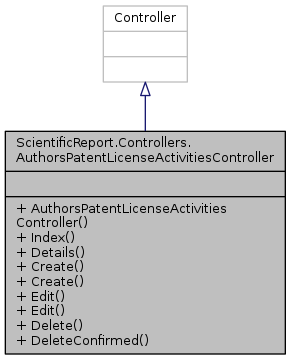 Controller
ScientificReport.Controllers.
AuthorsPatentLicenseActivitiesController
+ AuthorsPatentLicenseActivities
Controller()
+ Index()
+ Details()
+ Create()
+ Create()
+ Edit()
+ Edit()
+ Delete()
+ DeleteConfirmed()